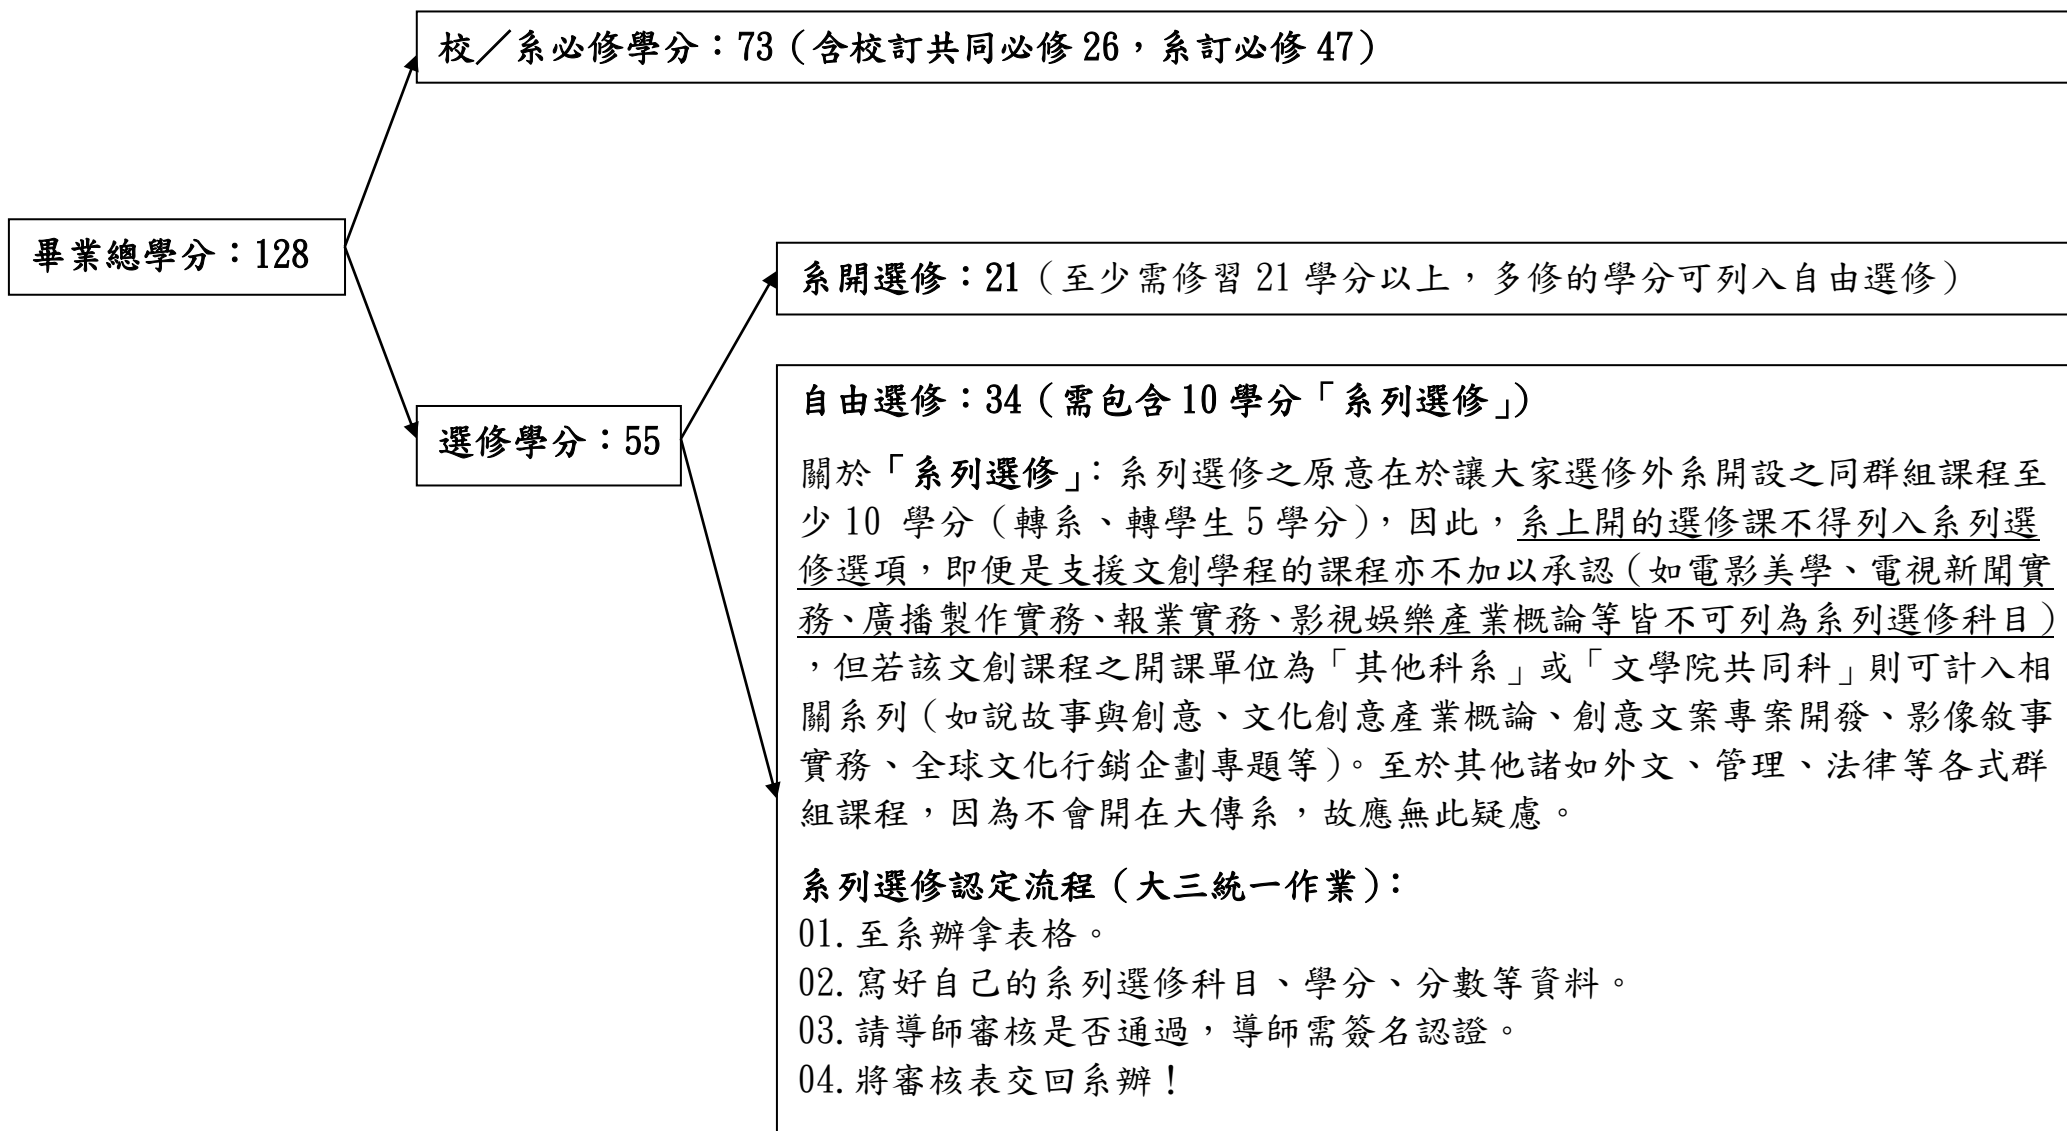 校／系必修學分：73（含校訂共同必修 26，系訂必修 47）
畢業總學分：128
選修學分：55
系開選修：21（至少需修習 21 學分以上，多修的學分可列入自由選修）
自由選修：34（需包含 10 學分「系列選修」）
關於「系列選修」：系列選修之原意在於讓大家選修外系開設之同群組課程至
少 10 學分（轉系、轉學生 5 學分），因此，系上開的選修課不得列入系列選
修選項，即便是支援文創學程的課程亦不加以承認（如電影美學、電視新聞實
務、廣播製作實務、報業實務、影視娛樂產業概論等皆不可列為系列選修科目）
，但若該文創課程之開課單位為「其他科系」或「文學院共同科」則可計入相
關系列（如說故事與創意、文化創意產業概論、創意文案專案開發、影像敘事
實務、全球文化行銷企劃專題等）。至於其他諸如外文、管理、法律等各式群
組課程，因為不會開在大傳系，故應無此疑慮。
系列選修認定流程（大三統一作業）：
01.至系辦拿表格。
02.寫好自己的系列選修科目、學分、分數等資料。
03.請導師審核是否通過，導師需簽名認證。
04.將審核表交回系辦！